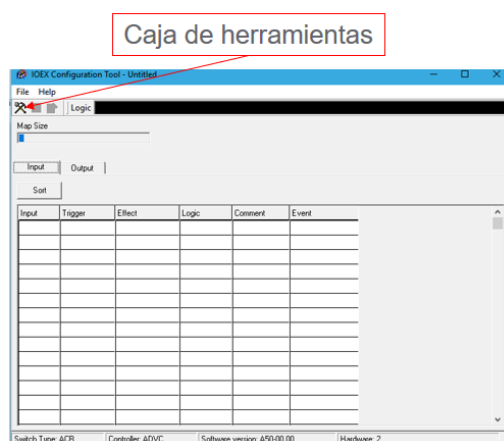 Caja de herramientas
IOEX Configuration Tool - Untitled
File Help
Logic
Map Size
Input Output
Sort
Input Trigger Effect Logic Comment Event
Switch Type: ACR Controller: ADVC Software version: A50-00.00 Hardware: 2